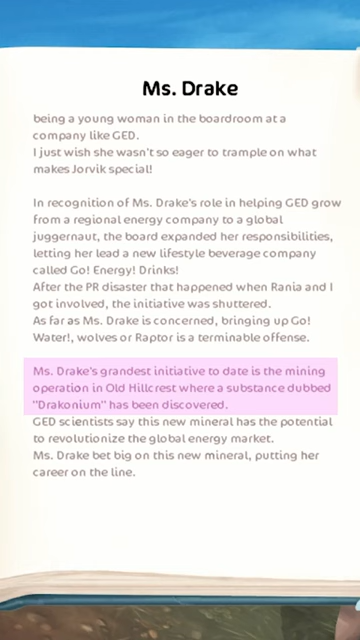 Ms. Drake
being a young woman in the boardroom at a
company like GED.
I just wish she wasn't so eager to trample on what
makes Jorvik special!
In recognition of Ms. Drake's role in helping GED grow
from a regional energy company to a global
juggernaut, the board expanded her responsibilities,
letting her lead a new lifestyle beverage company
called Go! Energy! Drinks!
After the PR disaster that happened when Rania and I
got involved, the initiative was shuttered.
As far as Ms. Drake is concerned, bringing up Go!
Water!, wolves or Raptor is a terminable offense.
Ms. Drake's grandest initiative to date is the mining
operation in Old Hillcrest where a substance dubbed
"Drakonium" has been discovered.
GED scientists say this new mineral has the potential
to revolutionize the global energy market.
Ms. Drake bet big on this new mineral, putting her
career on the line.